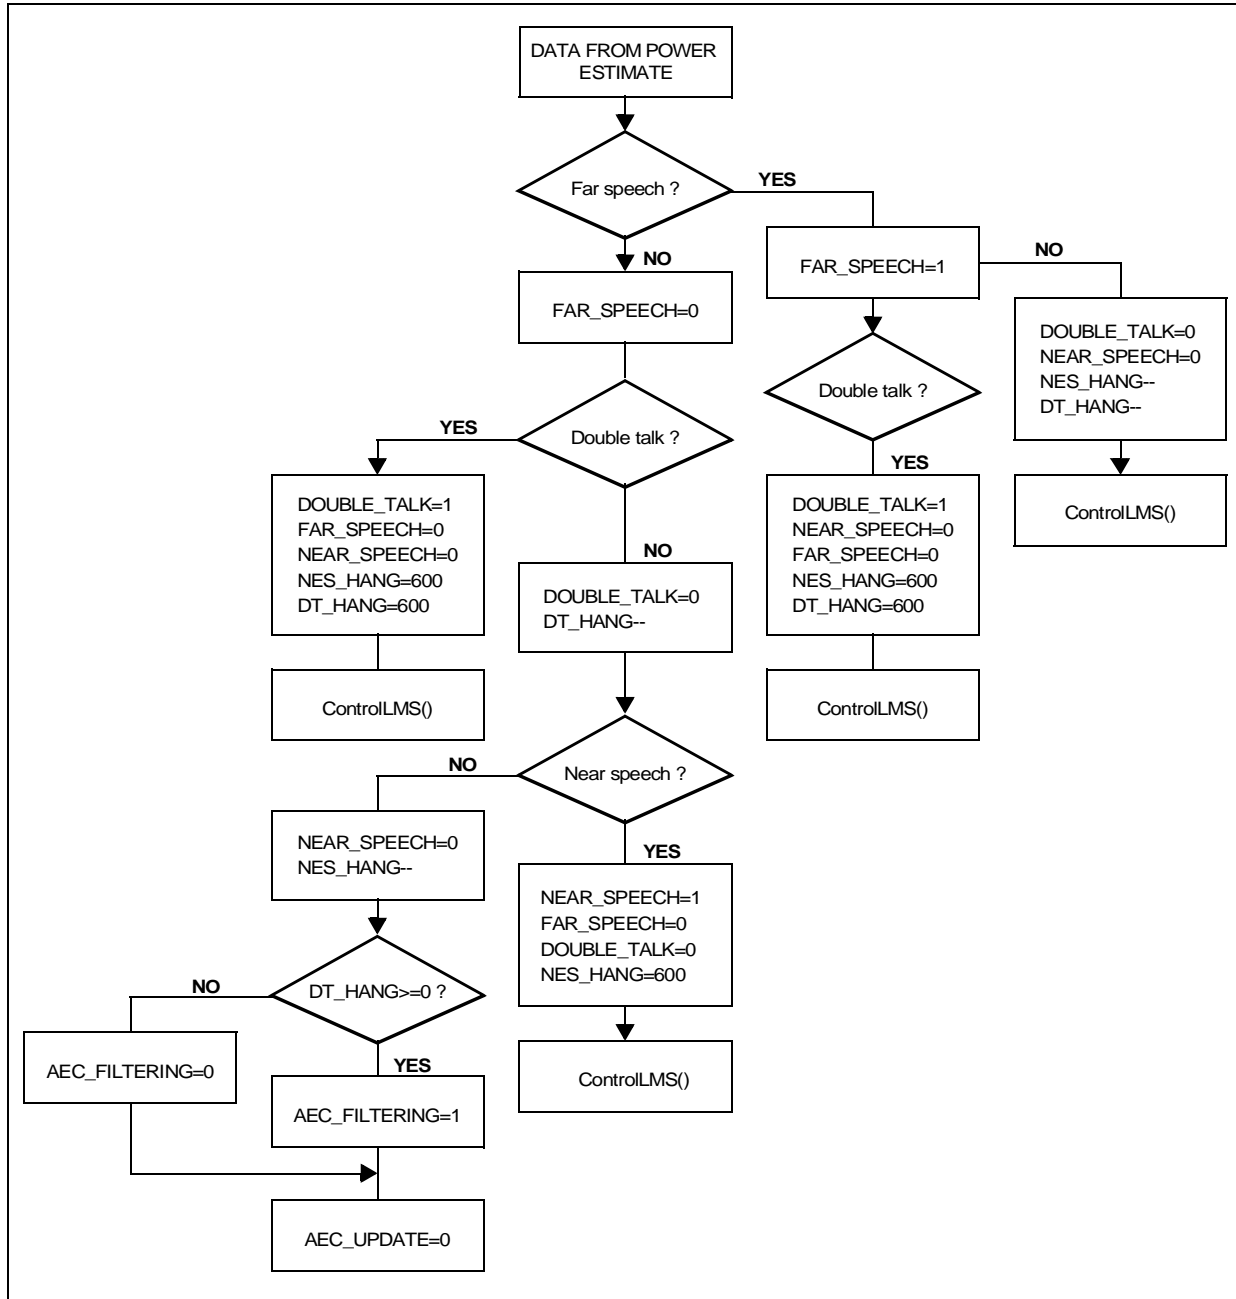 DATA FROM POWER
ESTIMATE
Far speech ?
YES
NO
FAR_SPEECH=1
NO
FAR_SPEECH=0
DOUBLE_TALK=0
NEAR_SPEECH=0
NES_HANG--
DT_HANG--
Double talk ?
YES
Double talk ?
YES
DOUBLE_TALK=1
FAR_SPEECH=0
NEAR_SPEECH=0
NES_HANG=600
DT_HANG=600
DOUBLE_TALK=1
NEAR_SPEECH=0
FAR_SPEECH=0
NES_HANG=600
DT_HANG=600
ControlLMS()
NO
DOUBLE_TALK=0
DT_HANG--
ControlLMS()
ControlLMS()
NO
Near speech ?
NEAR_SPEECH=0
NES_HANG--
YES
NEAR_SPEECH=1
FAR_SPEECH=0
DOUBLE_TALK=0
NES_HANG=600
NO
DT_HANG>=0 ?
AEC_FILTERING=0
YES
ControlLMS()
AEC_FILTERING=1
AEC_UPDATE=0